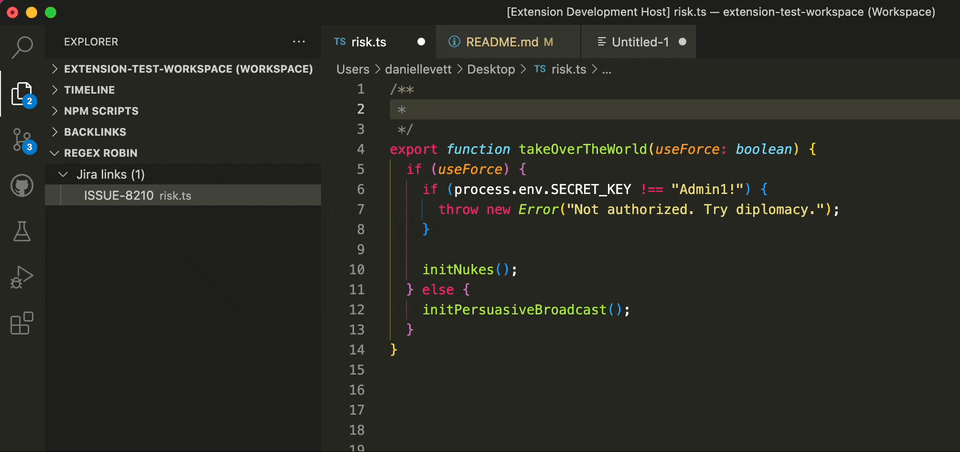 [Extension Development Host] risk.ts — extension-test-workspace (Workspace)
EXPLORER ···
TS risk.ts
README.md M
Untitled-1
Users > daniellevett > Desktop > TS risk.ts > ...
EXTENSION-TEST-WORKSPACE (WORKSPACE)
TIMELINE
NPM SCRIPTS
BACKLINKS
REGEX ROBIN
Jira links (1)
ISSUE-8210 risk.ts
2
3
1 /**
2 *
3 */
4 export function takeOverTheWorld(useForce: boolean) {
5 if (useForce) {
6 if (process.env.SECRET_KEY !== "Admin1!") {
7 throw new Error("Not authorized. Try diplomacy.");
8 }
9
10 initNukes();
11 } else {
12 initPersuasiveBroadcast();
13 }
14 }
15
16
17
18
19